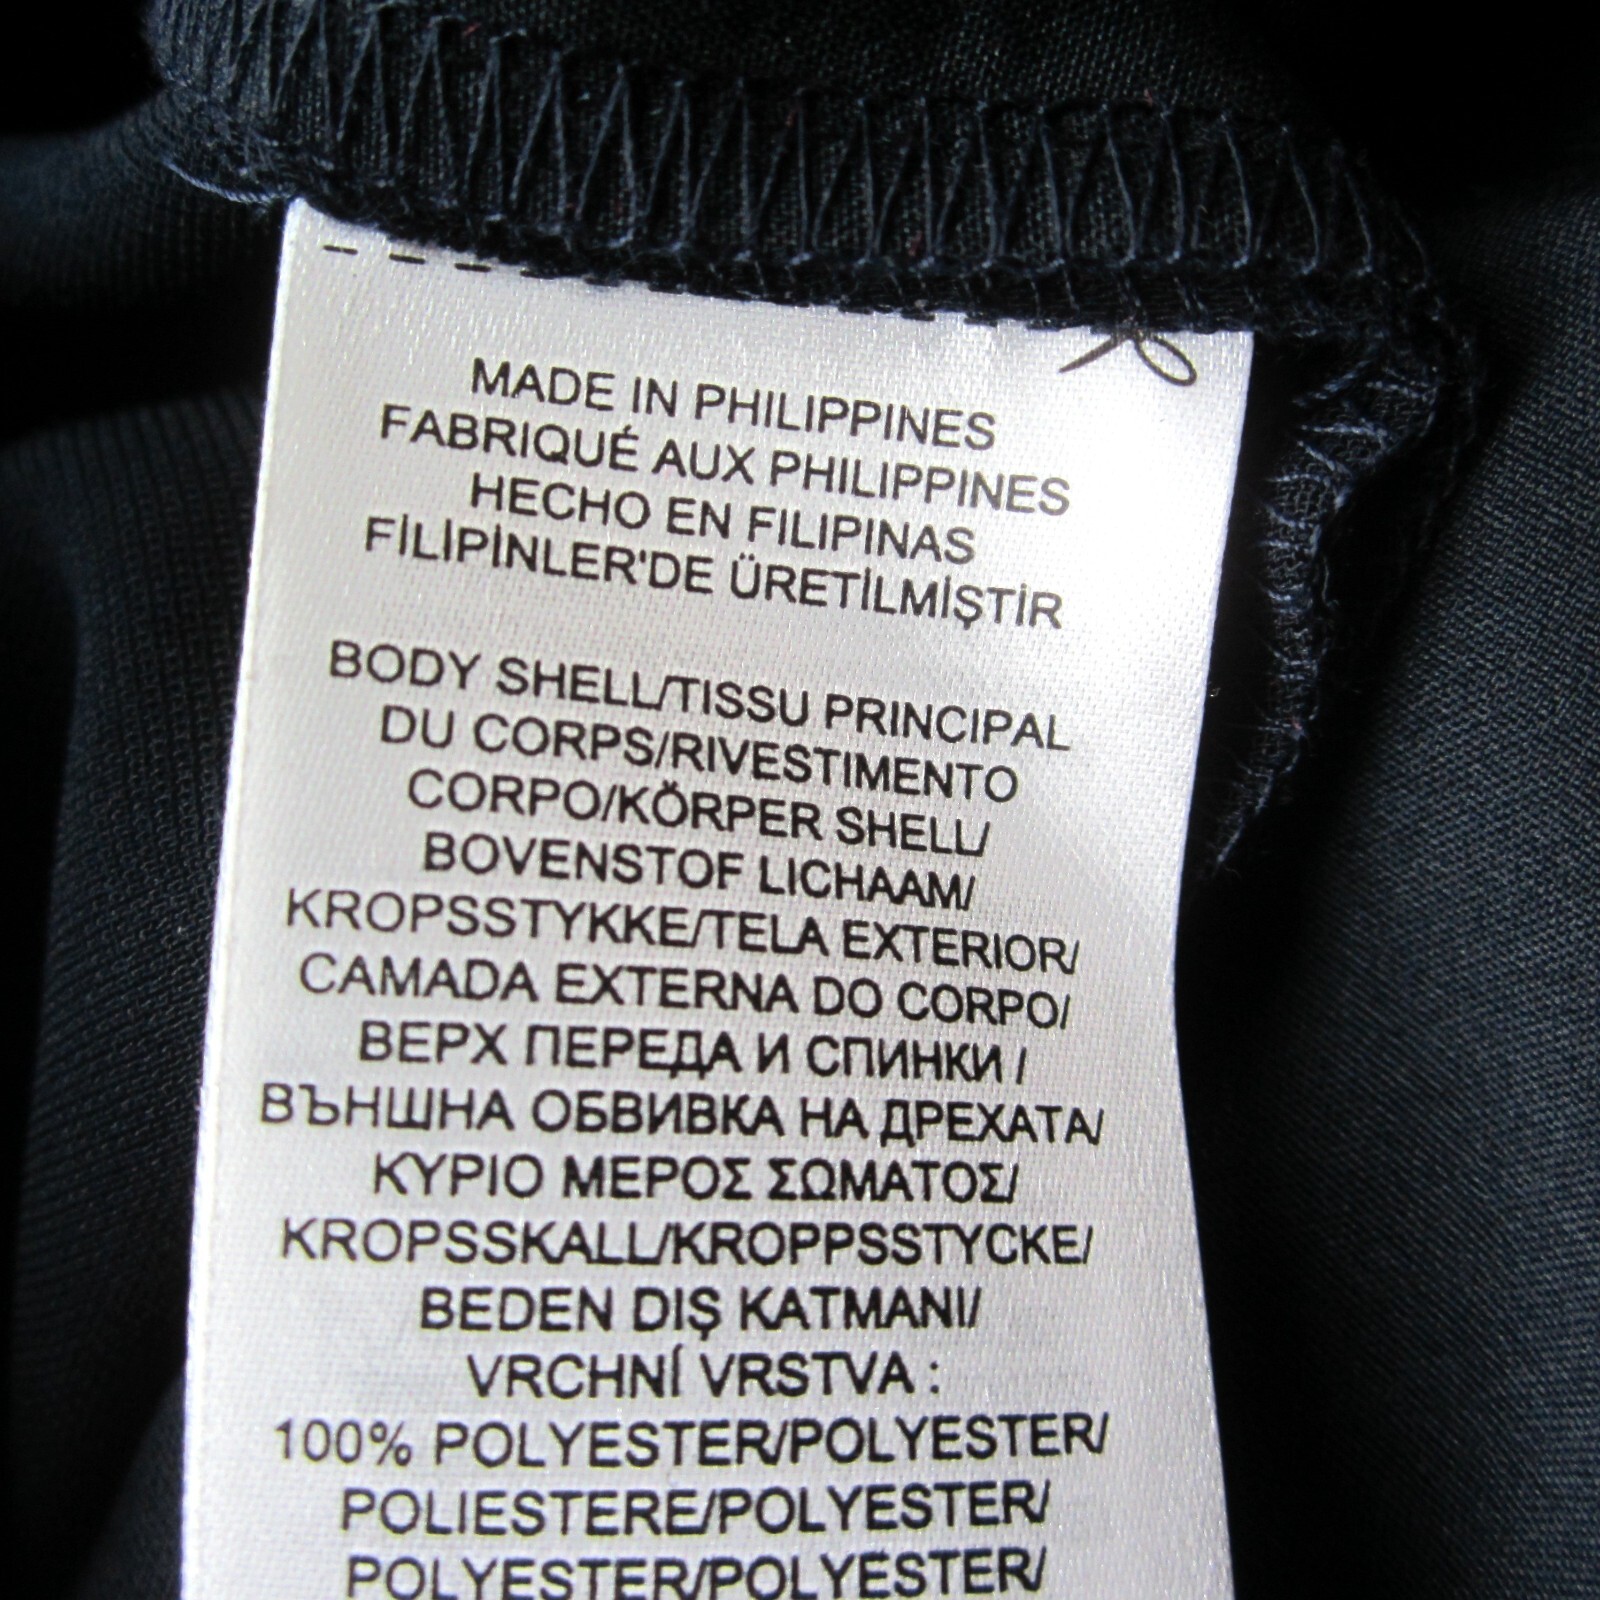 MADE IN PHILIPPINES
FABRIQUÉ AUX PHILIPPINES
HECHO EN FILIPINAS
FİLİPİNLER'DE ÜRETİLMİŞTİR
BODY SHELL/TISSU PRINCIPAL
DU CORPS/RIVESTIMENTO
CORPO/KÖRPER SHELL/
BOVENSTOF LICHAAM/
KROPSSTYKKE/TELA EXTERIOR/
CAMADA EXTERNA DO CORPO/
ВЕРХ ПЕРЕДА И СПИНКИ /
ВЪНШНА ОБВИВКА НА ДРЕХАТА/
ΚΥΡΙΟ ΜΕΡΟΣ ΣΩΜΑΤΟΣ/
KROPSSKALL/KROPPSSTYCKE/
BEDEN DIŞ KATMANI/
VRCHNÍ VRSTVA :
100% POLYESTER/POLYESTER/
POLIESTERE/POLYESTER/
POLYESTER/POLYESTER/